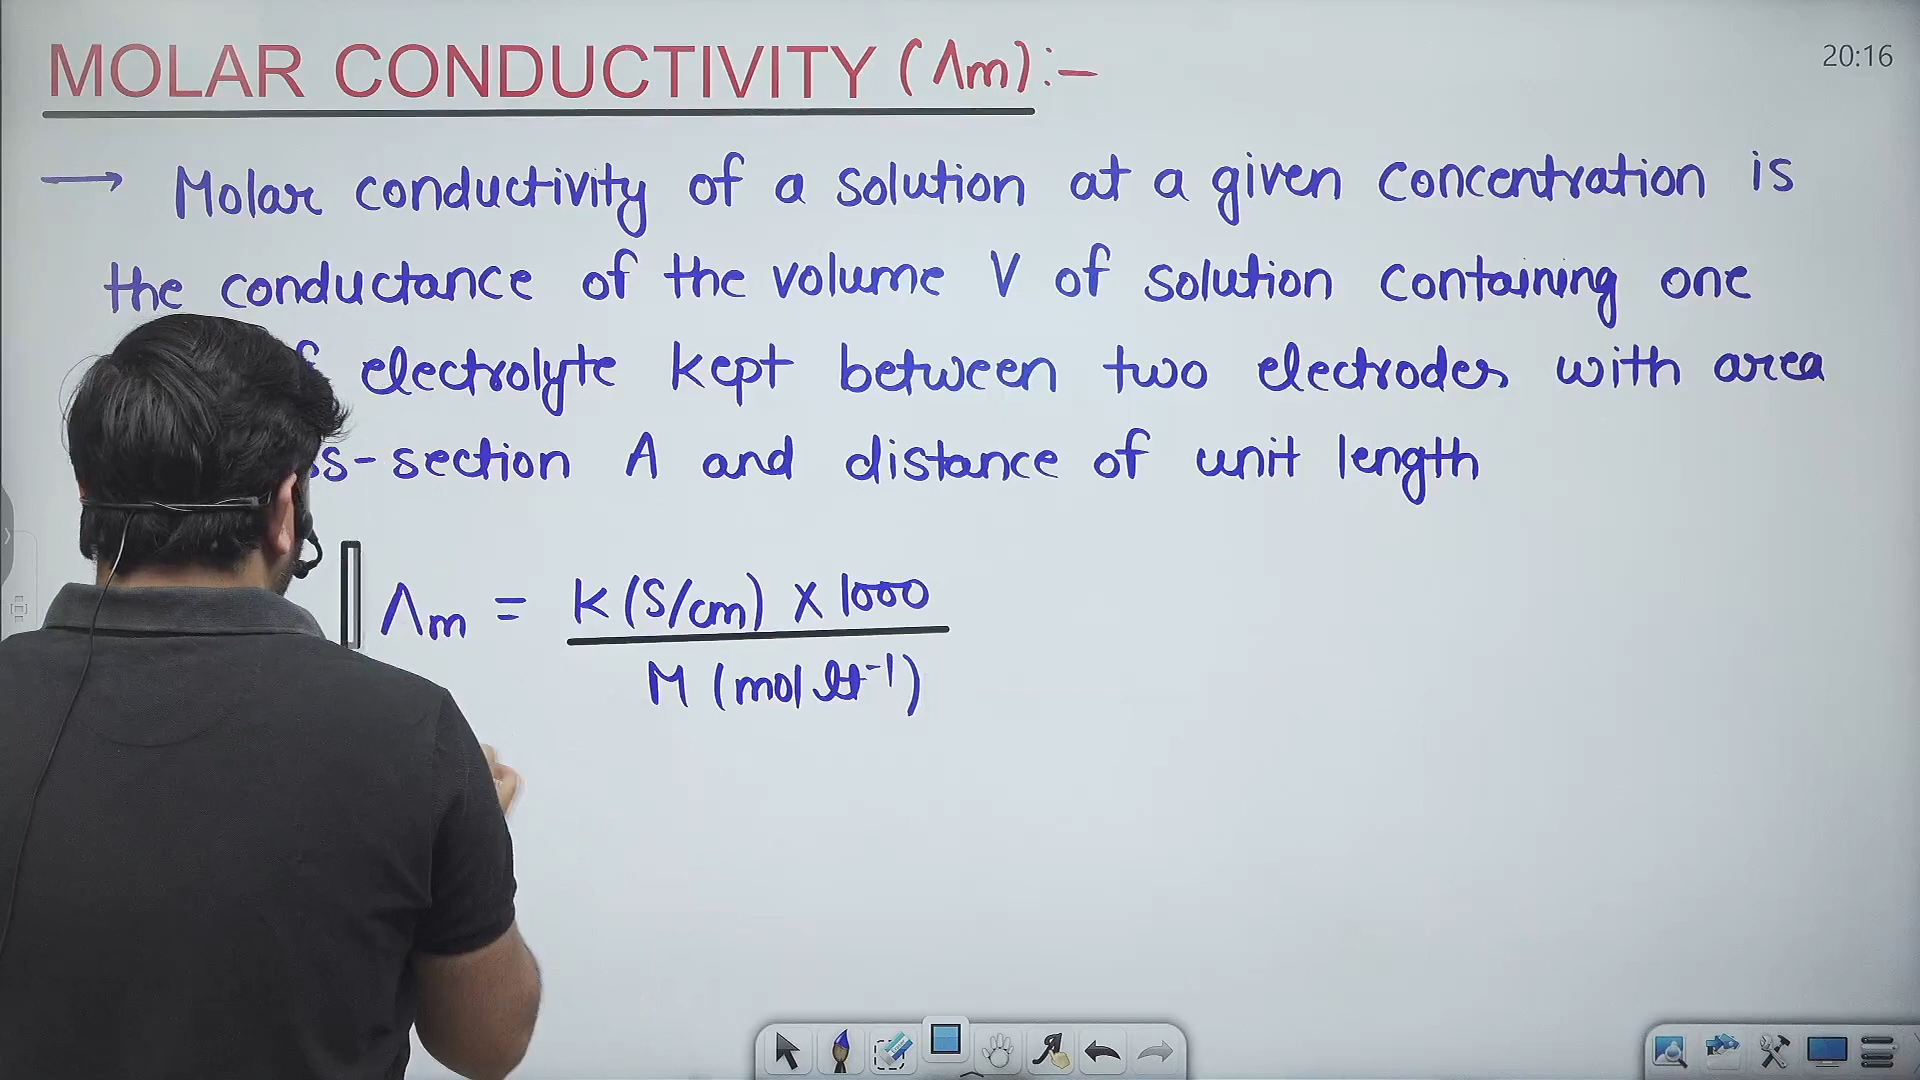 MOLAR CONDUCTIVITY (Λm):-
20:16
→ Molar conductivity of a solution at a given concentration is
the conductance of the volume V of solution containing one
electrolyte kept between two electrodes with area
-section A and distance of unit length
Λm = K (S/cm) X 1000
M (mol lt⁻¹)